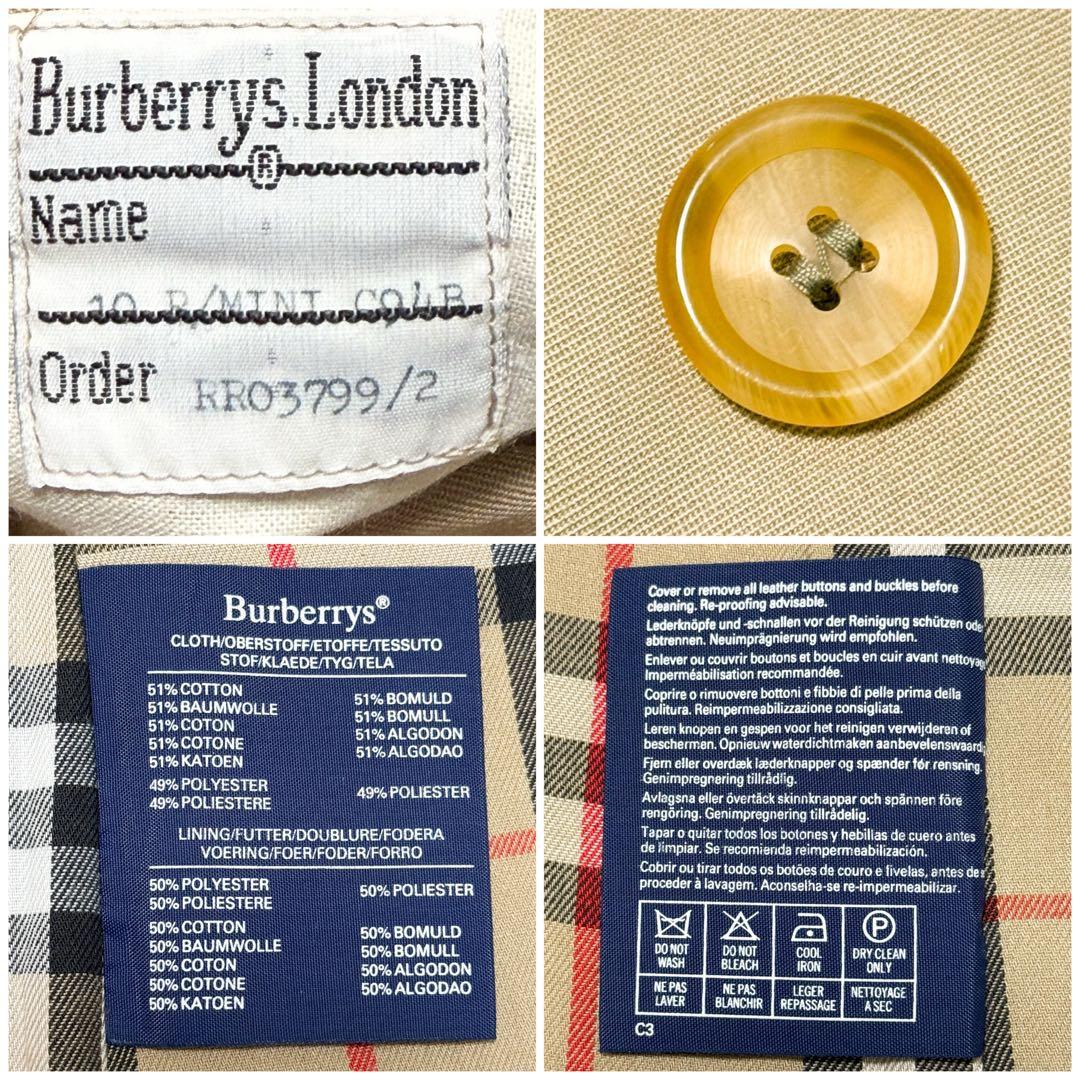 Burberrys.London
®
Name
10 R/MINI C94B
Order RR03799/2
Burberrys®
CLOTH/OBERSTOFF/ETOFFE/TESSUTO
STOF/KLAEDE/TYG/TELA
51% COTTON
51% BAUMWOLLE
51% COTON
51% COTONE
51% KATOEN
51% BOMULD
51% BOMULL
51% ALGODON
51% ALGODAO
49% POLYESTER
49% POLIESTERE
49% POLIESTER
LINING/FUTTER/DOUBLURE/FODERA
VOERING/FOER/FODER/FORRO
50% POLYESTER
50% POLIESTERE
50% POLIESTER
50% COTTON
50% BAUMWOLLE
50% COTON
50% COTONE
50% KATOEN
50% BOMULD
50% BOMULL
50% ALGODON
50% ALGODAO
Cover or remove all leather buttons and buckles before
cleaning. Re-proofing advisable.
Lederknöpfe und -schnallen vor der Reinigung schützen ode
abtrennen. Neuimprägnierung wird empfohlen.
Enlever ou couvrir boutons et boucles en cuir avant nettoyag
Imperméabilisation recommandée.
Coprire o rimuovere bottoni e fibbie di pelle prima della
pulitura. Reimpermeabilizzazione consigliata.
Leren knopen en gespen voor het reinigen verwijderen of
beschermen. Opnieuw waterdichtmaken aanbevelenswaard
Fjern eller overdæk læderknapper og spænder før rensning.
Genimpregnering tillrådlig.
Avlagsna eller övertäck skinnknappar och spännen före
rengöring. Genimpregnering tillrådelig.
Tapar o quitar todos los botones y hebillas de cuero antes
de limpiar. Se recomienda reimpermeabilización.
Cobrir ou tirar todos os botões de couro e fivelas, antes de
proceder à lavagem. Aconselha-se re-impermeabilizar.
DO NOT WASH
DO NOT BLEACH
COOL IRON
P
DRY CLEAN ONLY
NE PAS LAVER
NE PAS BLANCHIR
LEGER REPASSAGE
NETTOYAGE A SEC
C3